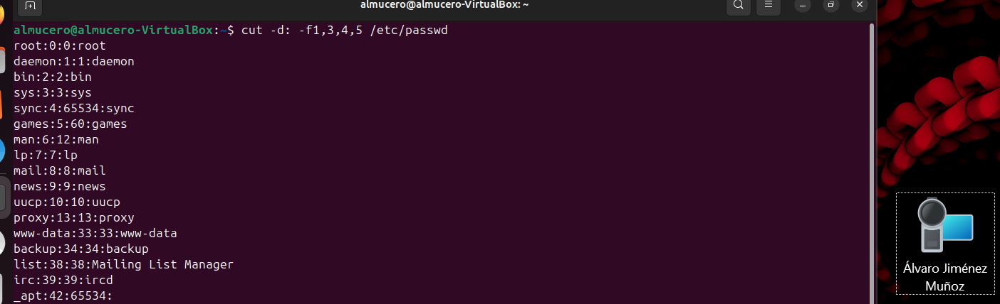 almucero@almucero-VirtualBox: ~
almucero@almucero-VirtualBox:~$ cut -d: -f1,3,4,5 /etc/passwd
root:0:0:root
daemon:1:1:daemon
bin:2:2:bin
sys:3:3:sys
sync:4:65534:sync
games:5:60:games
man:6:12:man
lp:7:7:lp
mail:8:8:mail
news:9:9:news
uucp:10:10:uucp
proxy:13:13:proxy
www-data:33:33:www-data
backup:34:34:backup
list:38:38:Mailing List Manager
irc:39:39:ircd
_apt:42:65534:
Álvaro Jiménez
Muñoz